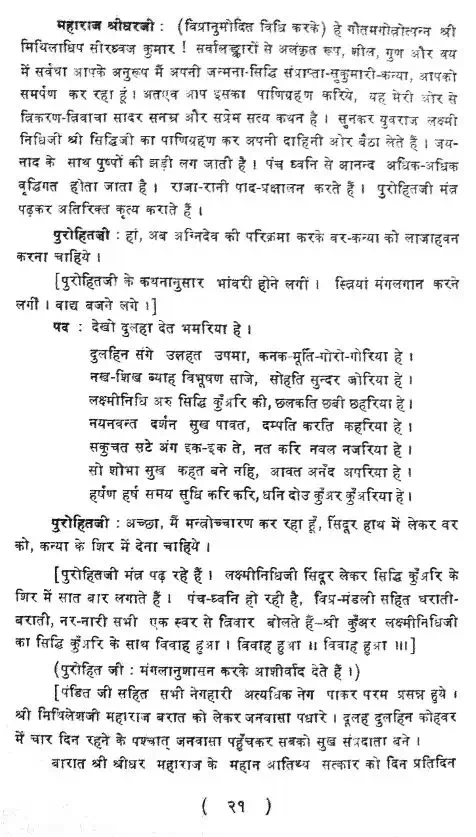 महाराज श्रीधरजी : (विप्रानुमोदित विधि करके) हे गौतमगोत्रोत्पन्न श्री
मिथिलाधिप सीरध्वज कुमार ! सर्वालङ्कारों से अलंकृत रूप, शील, गुण और वय
में सर्वथा आपके अनुरूप मैं अपनी जन्मना-सिद्धि संप्राप्ता-सुकुमारी-कन्या, आपको
समर्पण कर रहा हूं ! अतएव आप इसका पाणिग्रहण करिये, यह मेरी ओर से
त्रिकरण-त्रिवाचा सादर सनम्र और सप्रेम सत्य कथन है । सुनकर युवराज लक्ष्मी
निधिजी श्री सिद्धिजी का पाणिग्रहण कर अपनी दाहिनी ओर बैठा लेते हैं । जय-
नाद के साथ पुष्पों की झड़ी लग जाती है ! पंच ध्वनि से आनन्द अधिक-अधिक
वृद्धिगत होता जाता है । राजा-रानी पाद-प्रक्षालन करते हैं । पुरोहितजी मंत्र
पढ़कर अतिरिक्त कृत्य कराते हैं ।
पुरोहितजी : हां, अब अग्निदेव की परिक्रमा करके वर-कन्या को लाजाहवन
करना चाहिये ।
[पुरोहितजी के कथनानुसार भांवरी होने लगीं । स्त्रियां मंगलगान करने
लगीं । वाद्य बजने लगे ।]
पद : देखो दुलहा देत भमरिया हे ।
दुलहिन संगे उलहत उपमा, कनक-मूर्ति-गोरी-गोरिया हे ।
नख-शिख ब्याह विभूषण साजे, सोहति सुन्दर जोरिया हे ।
लक्ष्मीनिधि अरु सिद्धि कुँअरि की, छलकति छबी छहरिया हे ।
नयनवन्त दर्शन सुख पावत, दम्पति करति कहरिया हे ।
सकुचत सटे अंग इक-इक ते, नत करि नवल नजरिया हे ।
सो शोभा सुख कहत बने नहि, आवत अनँद अपरिया हे ।
हर्षण हर्ष समय सुधि करि करि, धनि दोउ कुँअर कुँअरिया हे ।
पुरोहितजी : अच्छा, मैं मन्त्रोच्चारण कर रहा हूँ, सिंदूर हाथ में लेकर वर
को, कन्या के शिर में देना चाहिये ।
[पुरोहितजी मंत्र पढ़ रहे हैं । लक्ष्मीनिधिजी सिंदूर लेकर सिद्धि कुँअरि के
शिर में सात बार लगाते हैं । पंच-ध्वनि हो रही है, विप्र-मंडली सहित घराती-
बराती, नर-नारी सभी एक स्वर से त्रिवार बोलते हैं–श्री कुँअर लक्ष्मीनिधिजी
का सिद्धि कुँअरि के साथ विवाह हुआ । विवाह हुआ ।। विवाह हुआ ।।।]
(पुरोहित जी : मंगलानुशासन करके आशीर्वाद देते हैं ।)
[पंडित जी सहित सभी नेगहारी अत्यधिक नेग पाकर परम प्रसन्न हुये ।
श्री मिथिलेशजी महाराज बरात को लेकर जनवासा पधारे । दूलह दुलहिन कोहवर
में चार दिन रहने के पश्चात् जनवासा पहुँचकर सबको सुख संप्रदाता बने ।
बारात श्री श्रीधर महाराज के महान आतिथ्य सत्कार को दिन प्रतिदिन
( २१ )